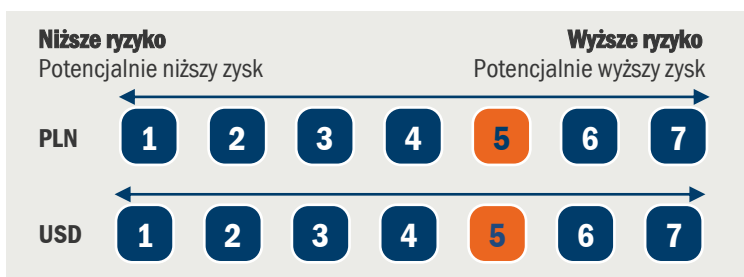 Niższe ryzyko Wyższe ryzyko
Potencjalnie niższy zysk Potencjalnie wyższy zysk
PLN 1 2 3 4 5 6 7
USD 1 2 3 4 5 6 7